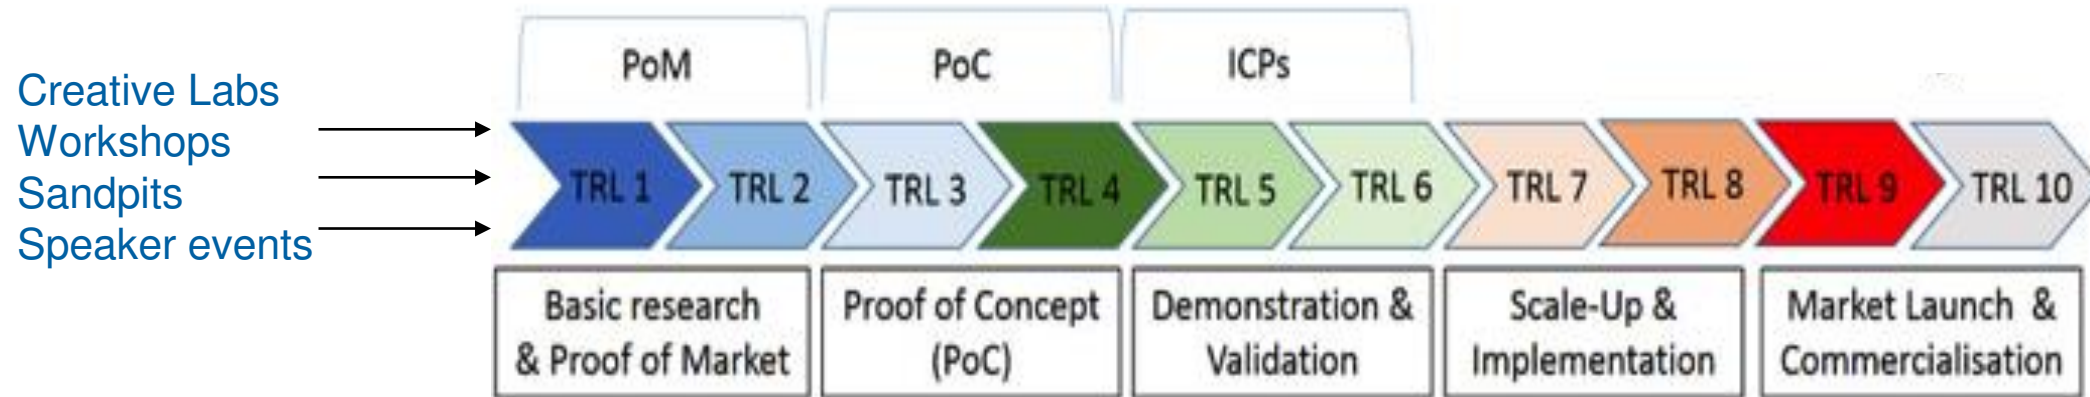 Creative Labs
Workshops
Sandpits
Speaker events
PoM
PoC
ICPs
TRL 1
TRL 2
TRL 3
TRL 4
TRL 5
TRL 6
TRL 7
TRL 8
TRL 9
TRL 10
Basic research
& Proof of Market
Proof of Concept
(PoC)
Demonstration &
Validation
Scale-Up &
Implementation
Market Launch &
Commercialisation